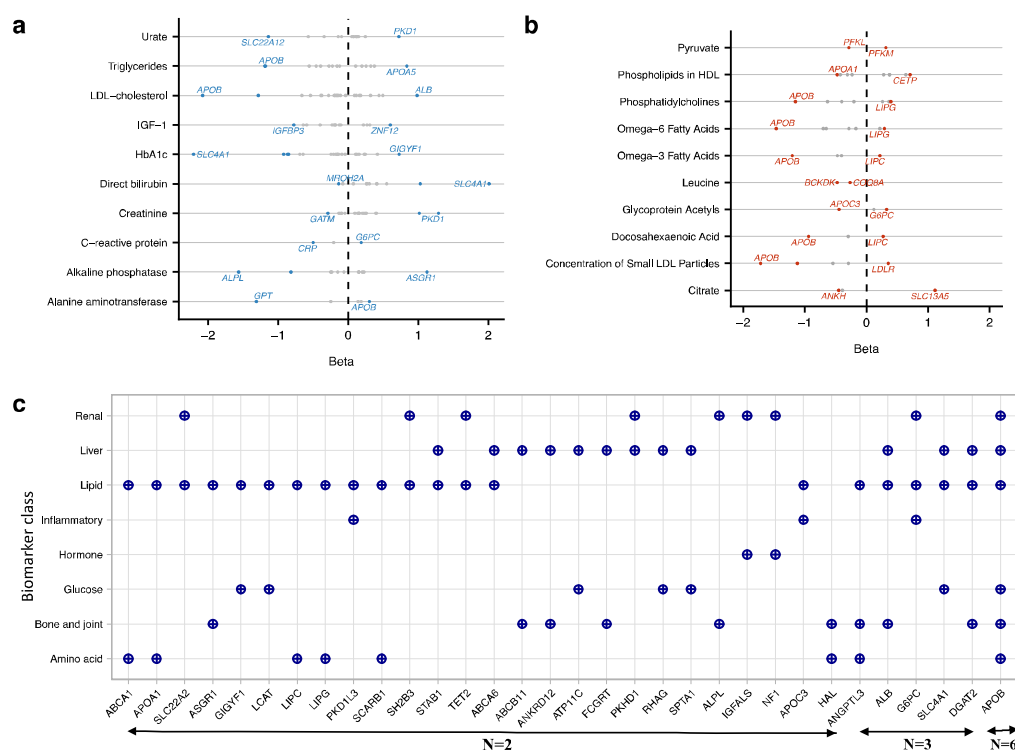 a
Urate
SLC22A12
PKD1
Triglycerides
APOB
APOA5
LDL-cholesterol
APOB
ALB
IGF-1
IGFBP3
ZNF12
HbA1c
SLC4A1
GIGYF1
Direct bilirubin
SLC4A1
Creatinine
GATM
PKD1
C-reactive protein
CRP
G6PC
Alkaline phosphatase
ALPL
ASGR1
Alanine aminotransferase
GPT
APOB
-2 -1 0 1 2
Beta
b
Pyruvate
PFKL
PFKM
Phospholipids in HDL
APOA1
CETP
Phosphatidylcholines
APOB
LIPG
Omega-6 Fatty Acids
APOB
LIPG
Omega-3 Fatty Acids
APOB
LIPC
Leucine
BCKDK
Glycoprotein Acetyls
APOC3
G6PC
Docosahexaenoic Acid
APOB
LIPC
Concentration of Small LDL Particles
APOB
LDLR
Citrate
ANKH
SLC13A5
-2 -1 0 1 2
Beta
c
Biomarker class
Renal
Liver
Lipid
Inflammatory
Hormone
Glucose
Bone and joint
Amino acid
ABCA1 APOA1 SLC22A2 ASGR1 GIGYF1 LCAT LIPC LIPG PKD1L3 SCARB1 SH2B3 STAB1 TET2 ABCA6 ABCB11 ANKRD12 ATP11C FCGRT PKHD1 RHAG SPTA1 ALPL IGFALS NF1 APOC3 HAL ANGPTL3 ALB G6PC SLC4A1 DGAT2 APOB
N=2 N=3 N=6